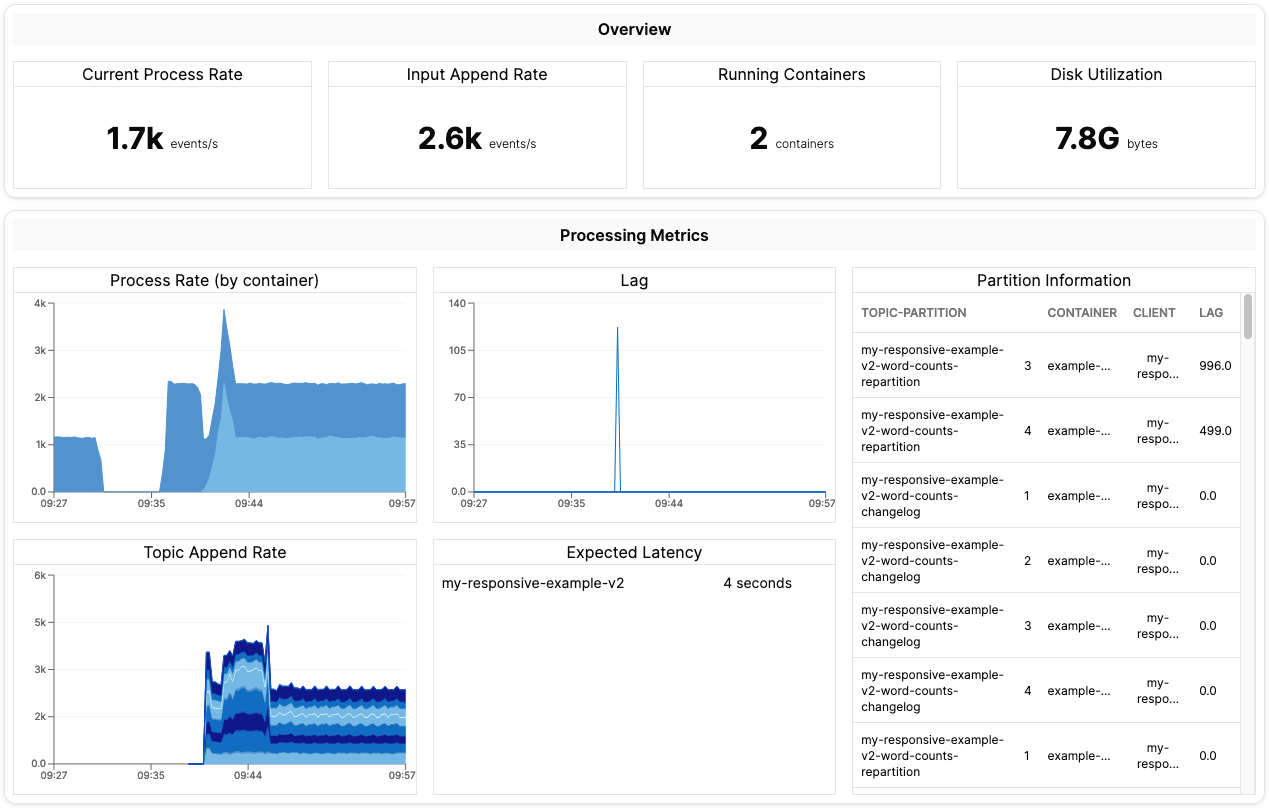 Overview
Current Process Rate
1.7k events/s
Input Append Rate
2.6k events/s
Running Containers
2 containers
Disk Utilization
7.8G bytes
Processing Metrics
Process Rate (by container)
4k
3k
2k
1k
0.0
09:27 09:35 09:44 09:57
Lag
140
105
70
35
0.0
09:27 09:35 09:44 09:57
Topic Append Rate
6k
5k
3k
2k
0.0
09:27 09:35 09:44 09:57
Expected Latency
my-responsive-example-v2 4 seconds
Partition Information
TOPIC-PARTITION CONTAINER CLIENT LAG
my-responsive-example-
v2-word-counts-
repartition
3 example-...
my-
respo...
996.0
my-responsive-example-
v2-word-counts-
repartition
4 example-...
my-
respo...
499.0
my-responsive-example-
v2-word-counts-
changelog
1 example-...
my-
respo...
0.0
my-responsive-example-
v2-word-counts-
changelog
2 example-...
my-
respo...
0.0
my-responsive-example-
v2-word-counts-
changelog
3 example-...
my-
respo...
0.0
my-responsive-example-
v2-word-counts-
changelog
4 example-...
my-
respo...
0.0
my-responsive-example-
v2-word-counts-
repartition
1 example-...
my-
respo...
0.0